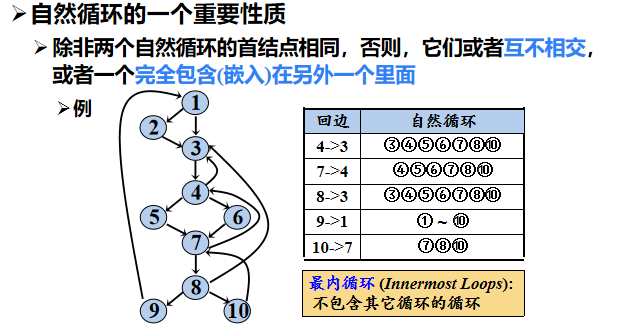 ➢自然循环的一个重要性质
➢除非两个自然循环的首结点相同，否则，它们或者互不相交，
或者一个完全包含(嵌入)在另外一个里面
➢例
1
2
3
4
5
6
7
8
9
10
回边 自然循环
4->3 ③④⑤⑥⑦⑧⑩
7->4 ④⑤⑥⑦⑧⑩
8->3 ③④⑤⑥⑦⑧⑩
9->1 ①~⑩
10->7 ⑦⑧⑩
最内循环 (Innermost Loops):
不包含其它循环的循环